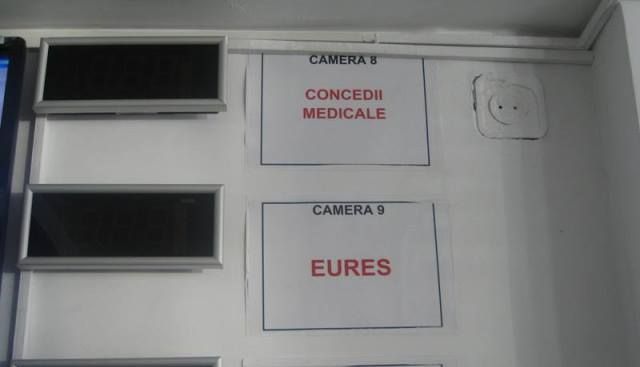 CAMERA 8
CONCEDII
MEDICALE
CAMERA 9
EURES